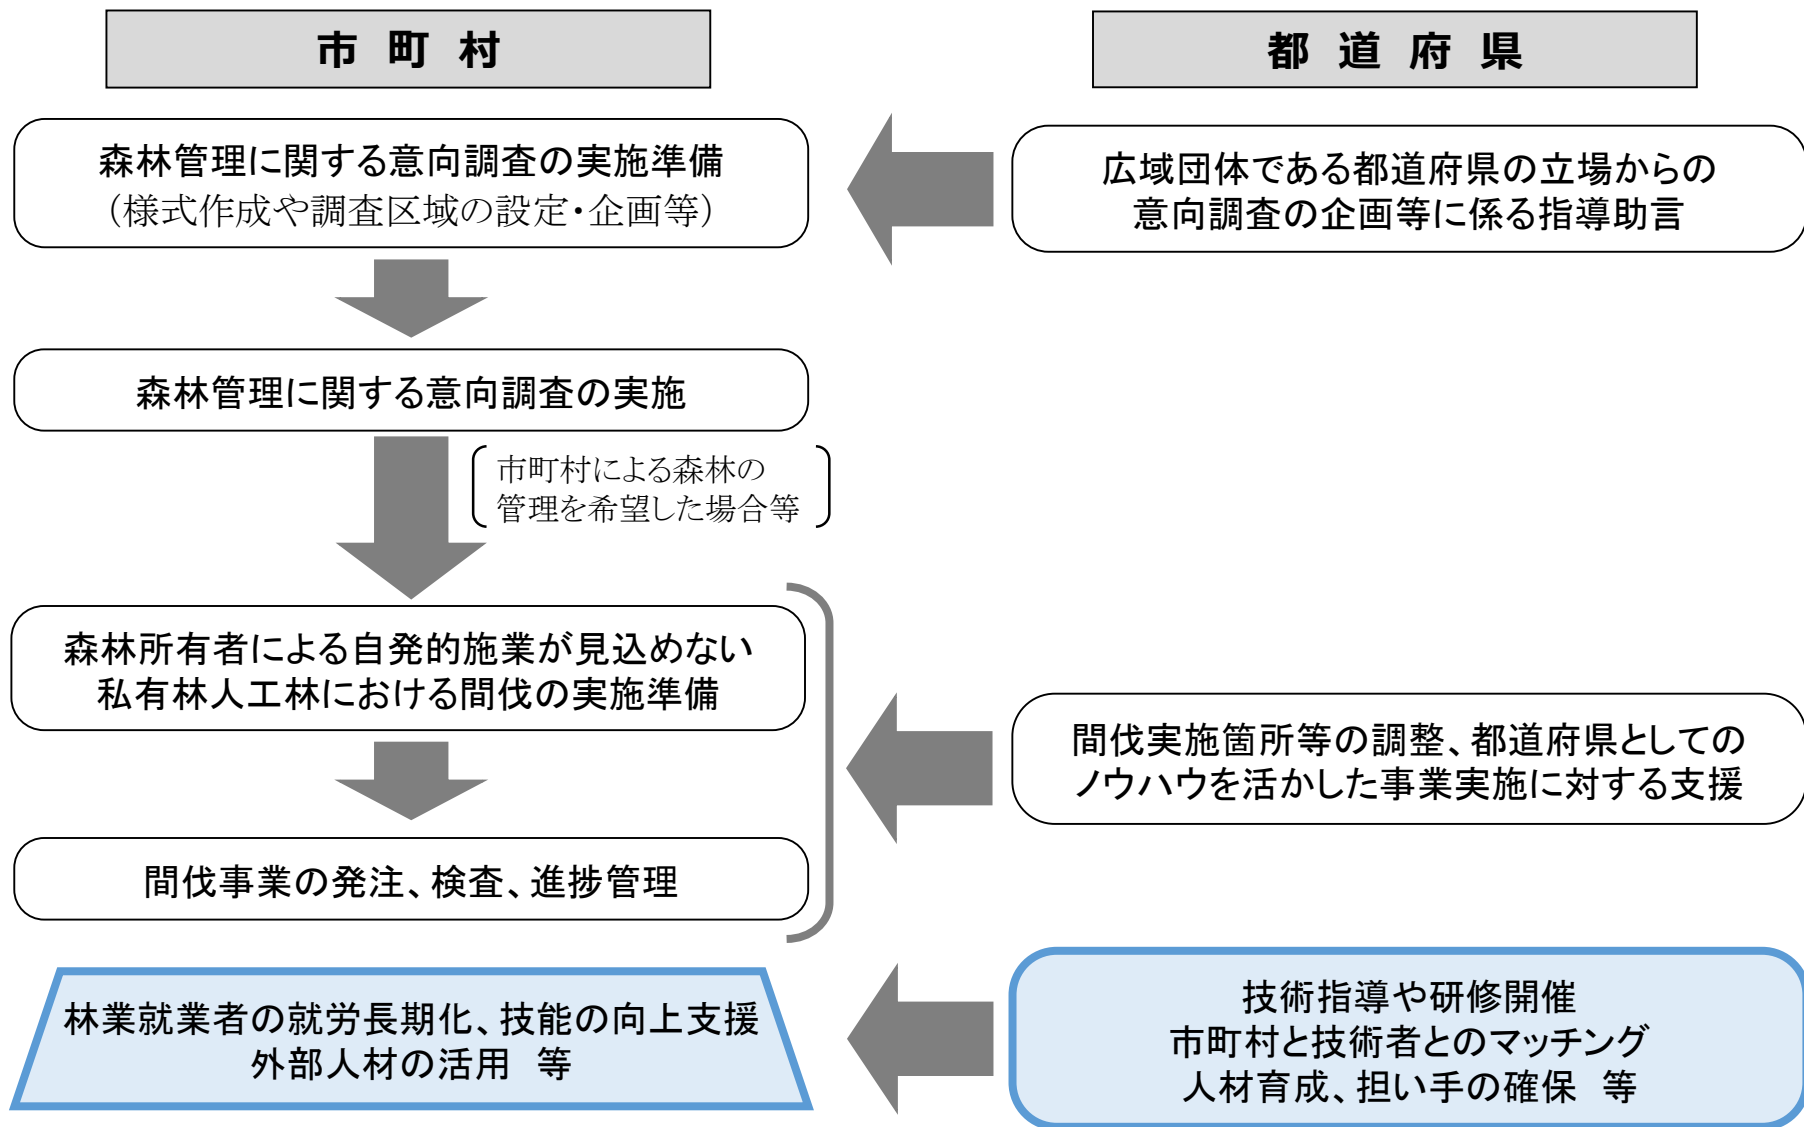 市町村
都道府県
森林管理に関する意向調査の実施準備
（様式作成や調査区域の設定・企画等）
広域団体である都道府県の立場からの
意向調査の企画等に係る指導助言
森林管理に関する意向調査の実施
市町村による森林の
管理を希望した場合等
森林所有者による自発的施業が見込めない
私有林人工林における間伐の実施準備
間伐実施箇所等の調整、都道府県としての
ノウハウを活かした事業実施に対する支援
間伐事業の発注、検査、進捗管理
林業就業者の就労長期化、技能の向上支援
外部人材の活用　等
技術指導や研修開催
市町村と技術者とのマッチング
人材育成、担い手の確保　等